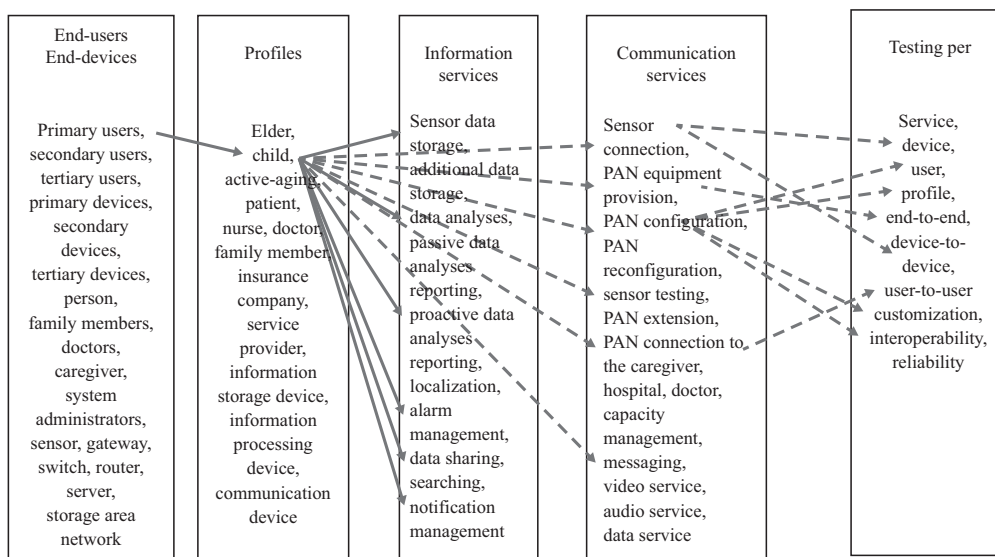 End-users
End-devices
Primary users,
secondary users,
tertiary users,
primary devices,
secondary
devices,
tertiary devices,
person,
family members,
doctors,
caregiver,
system
administrators,
sensor, gateway,
switch, router,
server,
storage area
network
Profiles
Elder,
child,
active-aging,
patient,
nurse, doctor,
family member,
insurance
company,
service
provider,
information
storage device,
information
processing
device,
communication
device
Information
services
Sensor data
storage,
additional data
storage,
data analyses,
passive data
analyses
reporting,
proactive data
analyses
reporting,
localization,
alarm
management,
data sharing,
searching,
notification
management
Communication
services
Sensor
connection,
PAN equipment
provision,
PAN configuration,
PAN
reconfiguration,
sensor testing,
PAN extension,
PAN connection to
the caregiver,
hospital, doctor,
capacity
management,
messaging,
video service,
audio service,
data service
Testing per
Service,
device,
user,
profile,
end-to-end,
device-to-
device,
user-to-user
customization,
interoperability,
reliability